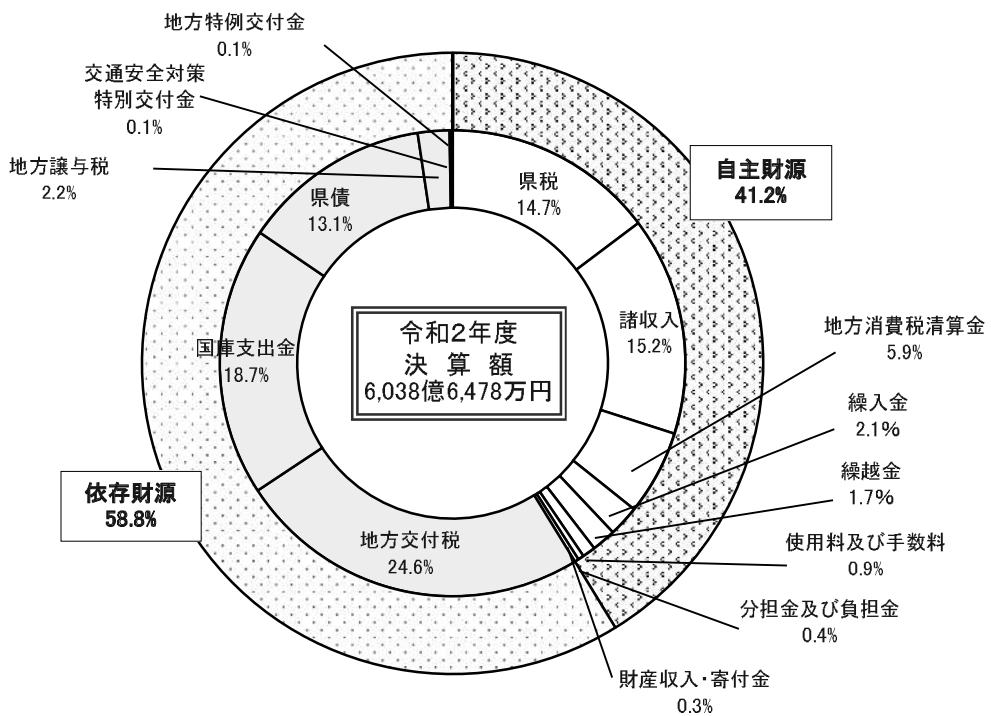 地方特例交付金
0.1%
交通安全対策
特別交付金
0.1%
地方譲与税
2.2%
県債
13.1%
県税
14.7%
自主財源
41.2%
国庫支出金
18.7%
令和2年度
決 算 額
6,038億6,478万円
諸収入
15.2%
地方消費税清算金
5.9%
繰入金
2.1%
繰越金
1.7%
依存財源
58.8%
地方交付税
24.6%
使用料及び手数料
0.9%
分担金及び負担金
0.4%
財産収入・寄付金
0.3%